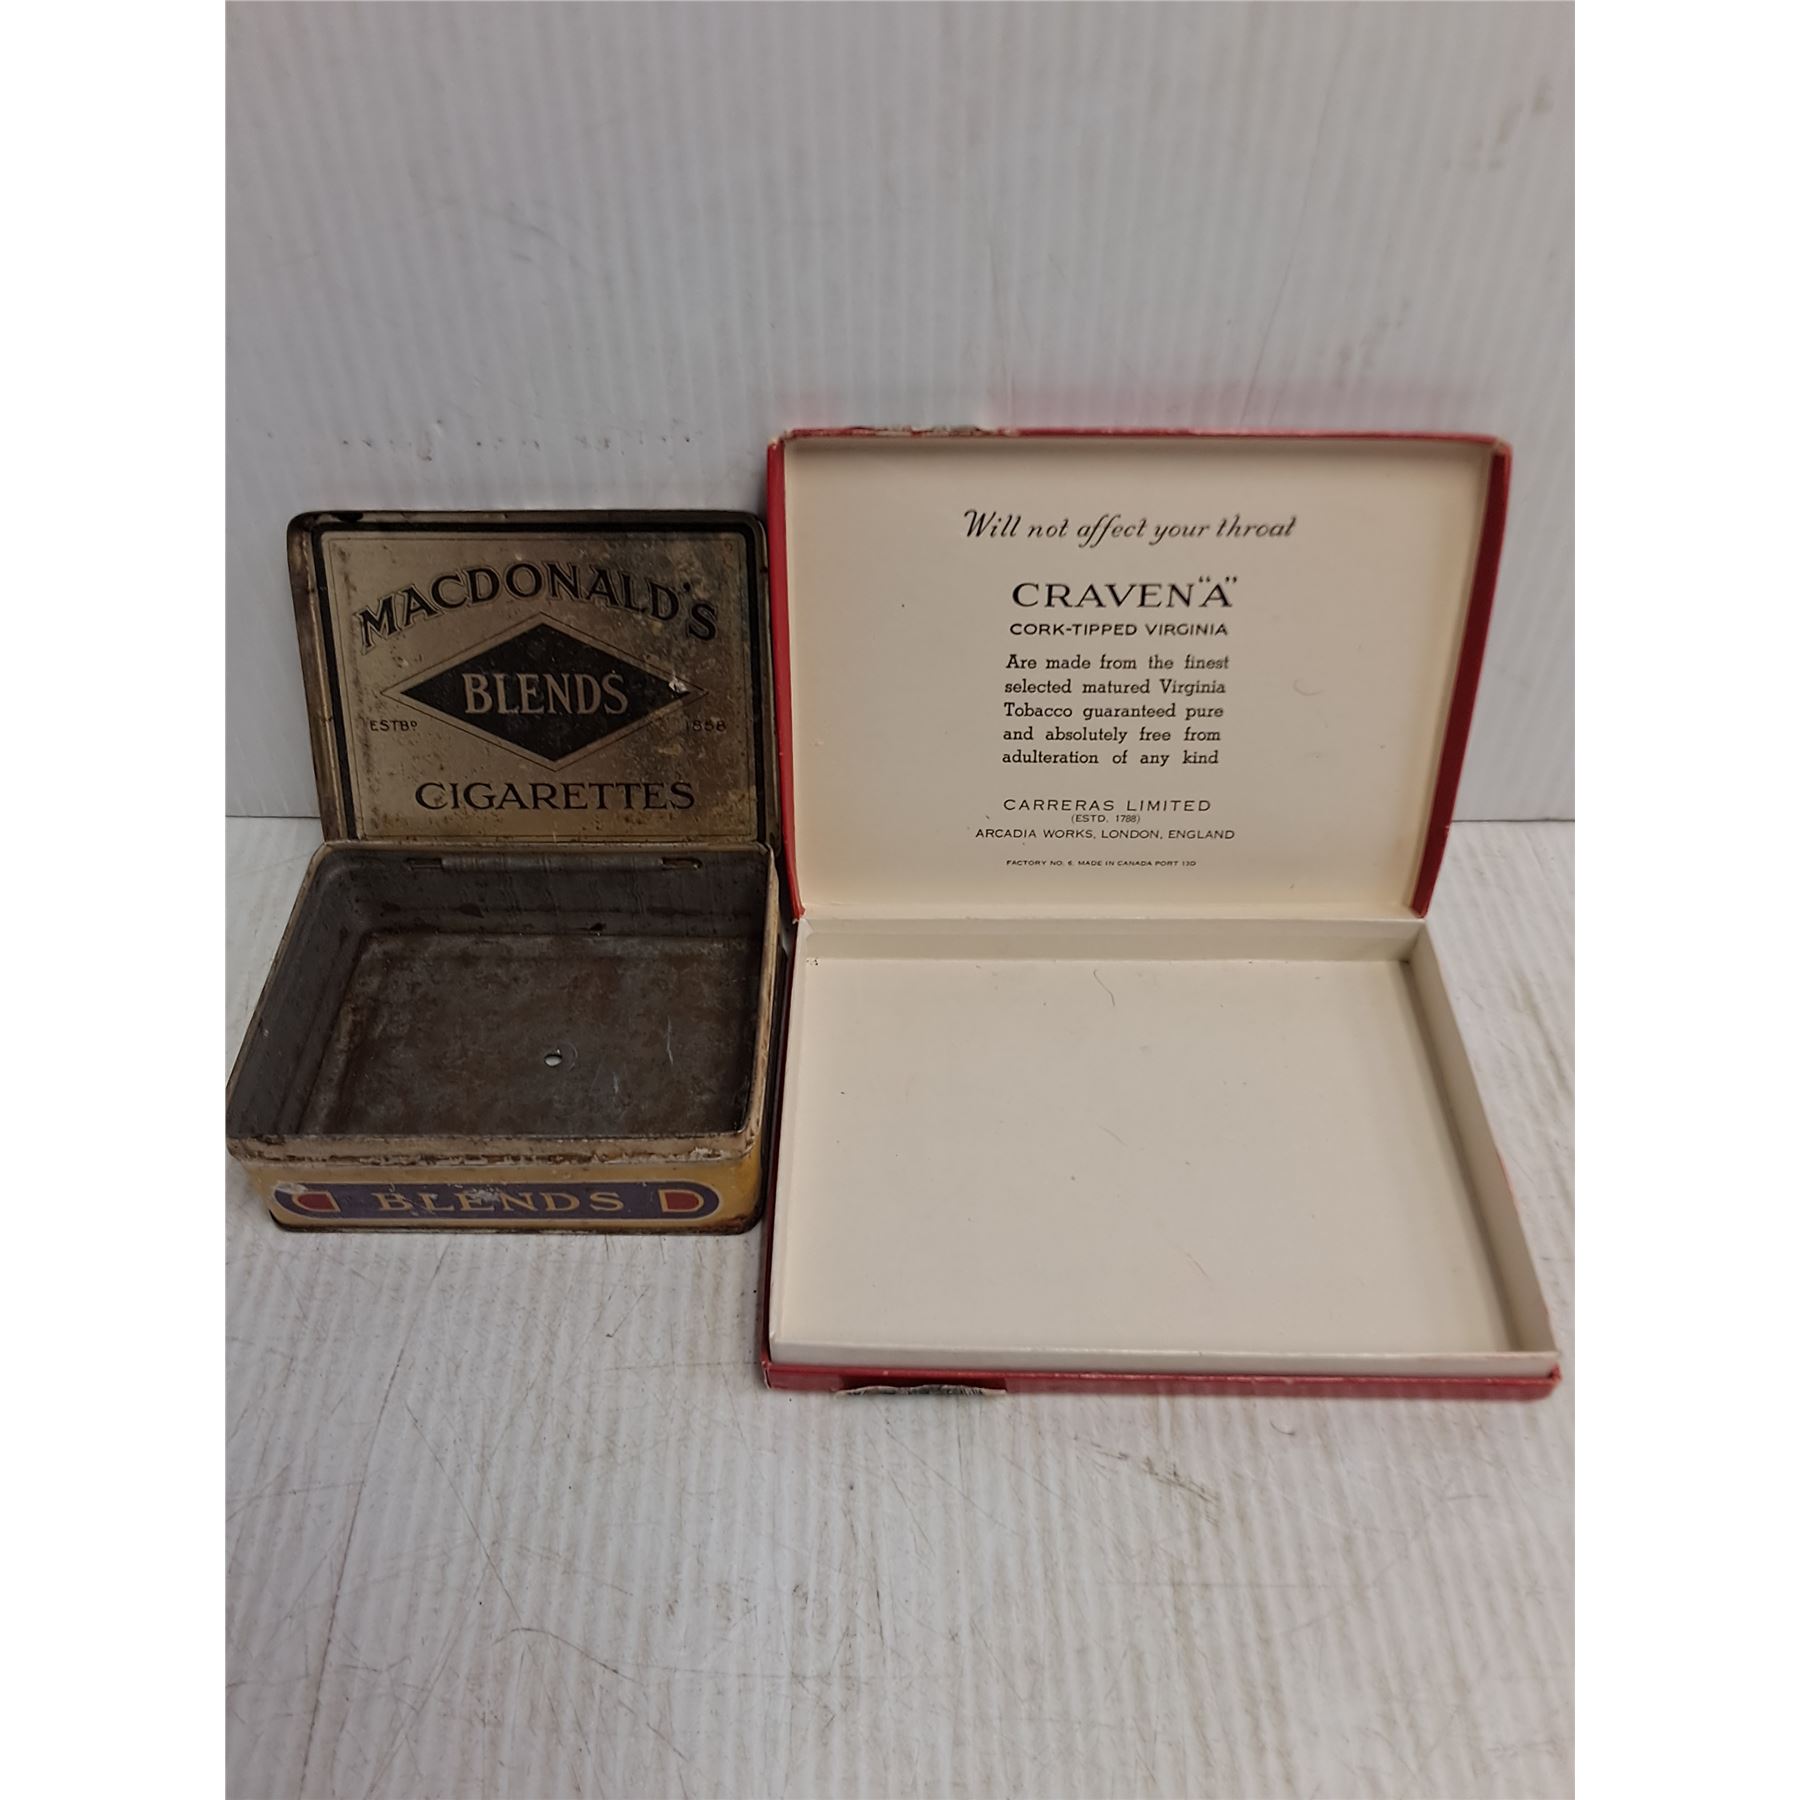 MACDONALD'S
BLENDS
ESTBD 1858
CIGARETTES
BLENDS
Will not affect your throat
CRAVEN "A"
CORK-TIPPED VIRGINIA
Are made from the finest
selected matured Virginia
Tobacco guaranteed pure
and absolutely free from
adulteration of any kind
CARRERAS LIMITED
(ESTD. 1788)
ARCADIA WORKS, LONDON, ENGLAND
FACTORY NO. 6. MADE IN CANADA PORT 13D